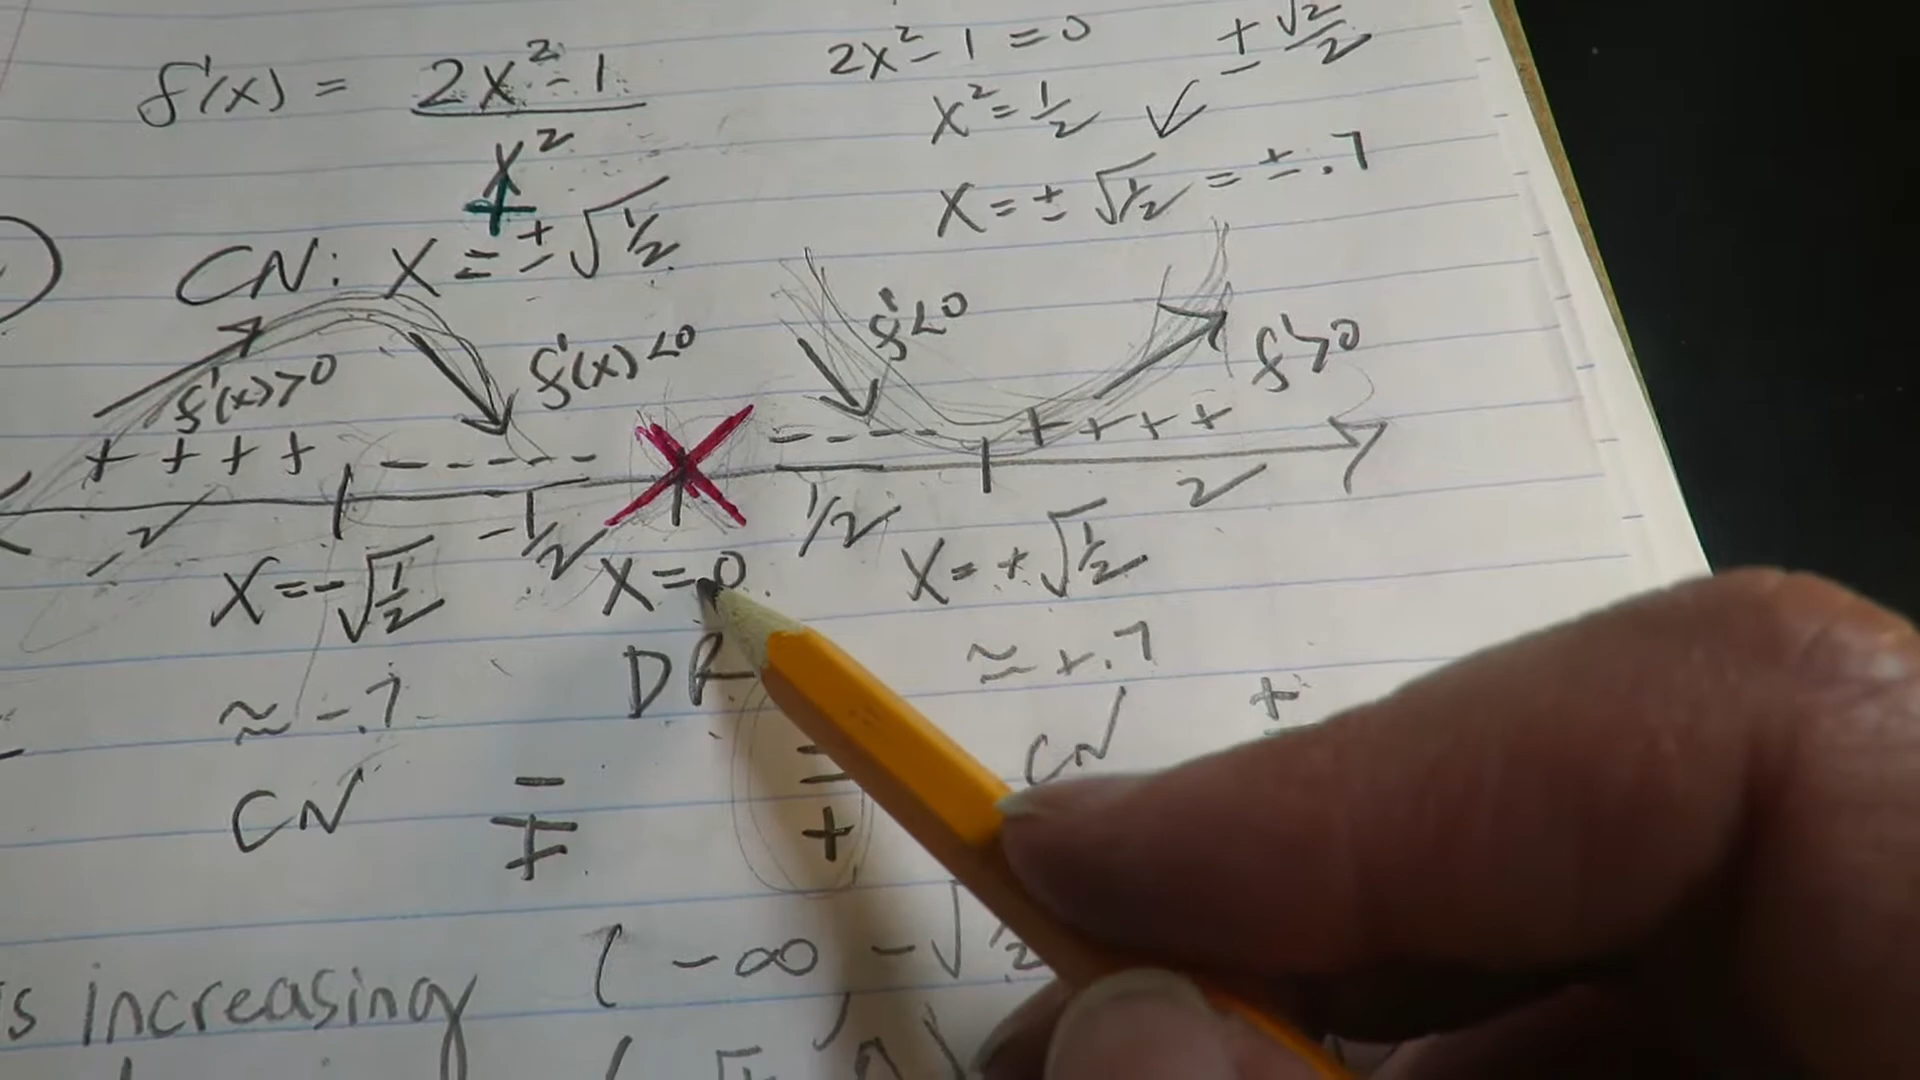 f'(x) = 2x² - 1
x²
+
2x² - 1 = 0
± √2/2
x² = 1/2
x = ± √1/2 = ± .7
CN: x = ± √1/2
f'(x) > 0
f'(x) < 0
f' < 0
f' > 0
+ + + +
- - - - - -
- - - - -
+ + + +
-2
-1/2
1/2
2
x = -√1/2
x = 0
x = + √1/2
≈ -.7
≈ +.7
CN
CN
-
+
+
+
s increasing
(-∞, -√1/2